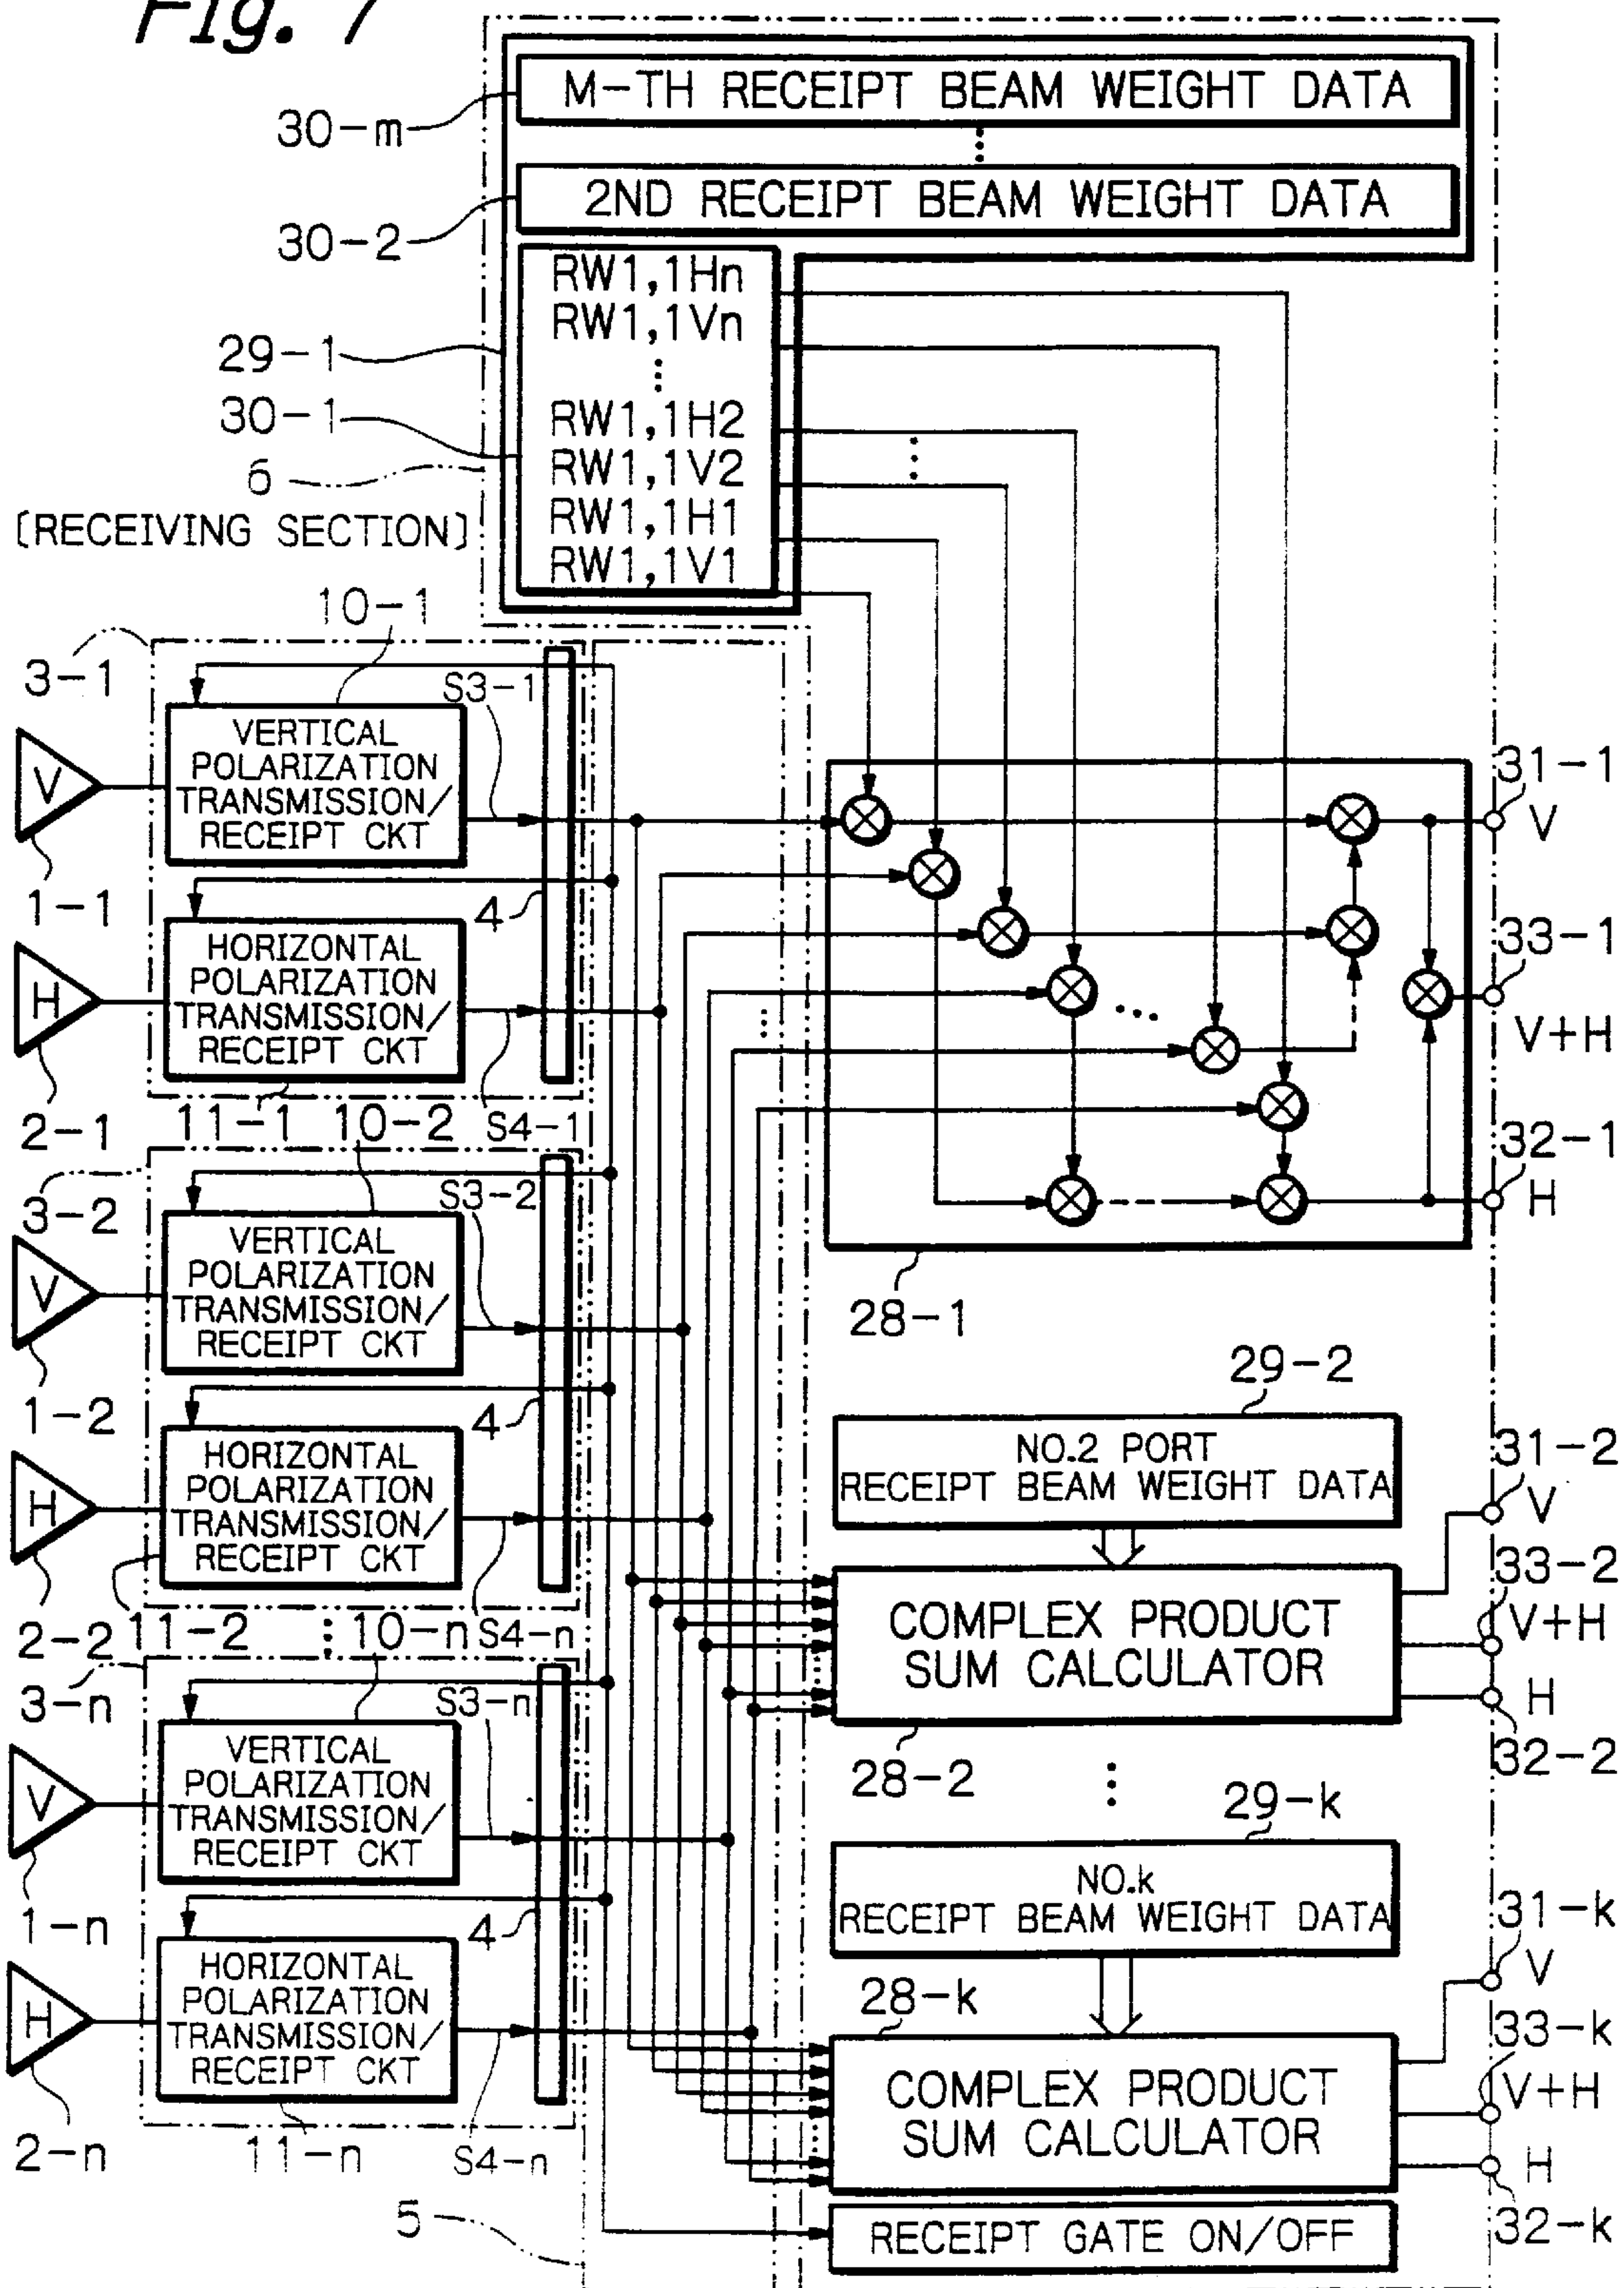 Fig. 7
M-TH RECEIPT BEAM WEIGHT DATA
30-m
2ND RECEIPT BEAM WEIGHT DATA
30-2
RW1,1Hn
RW1,1Vn
29-1
30-1
RW1,1H2
RW1,1V2
6
RW1,1H1
[RECEIVING SECTION]
RW1,1V1
10-1
3-1
S3-1
VERTICAL
POLARIZATION
TRANSMISSION/
RECEIPT CKT
V
1-1
4
HORIZONTAL
POLARIZATION
TRANSMISSION/
RECEIPT CKT
H
2-1
11-1
S4-1
31-1
V
33-1
V+H
32-1
H
28-1
10-2
3-2
S3-2
VERTICAL
POLARIZATION
TRANSMISSION/
RECEIPT CKT
V
1-2
4
HORIZONTAL
POLARIZATION
TRANSMISSION/
RECEIPT CKT
H
2-2
11-2
S4-n
29-2
NO.2 PORT
RECEIPT BEAM WEIGHT DATA
31-2
V
33-2
COMPLEX PRODUCT
SUM CALCULATOR
V+H
H
32-2
28-2
10-n
3-n
S3-n
VERTICAL
POLARIZATION
TRANSMISSION/
RECEIPT CKT
V
1-n
4
HORIZONTAL
POLARIZATION
TRANSMISSION/
RECEIPT CKT
H
2-n
11-n
S4-n
29-k
NO.k
RECEIPT BEAM WEIGHT DATA
31-k
V
28-k
33-k
COMPLEX PRODUCT
SUM CALCULATOR
V+H
H
32-k
5
RECEIPT GATE ON/OFF